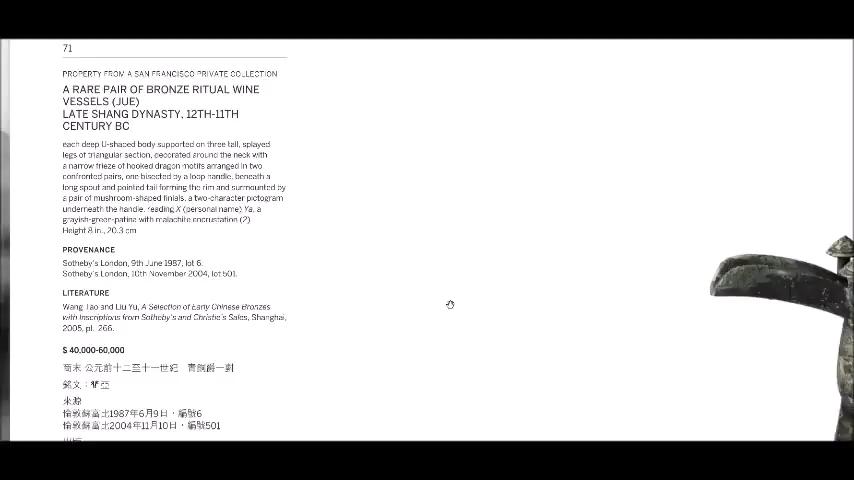 71
PROPERTY FROM A SAN FRANCISCO PRIVATE COLLECTION
A RARE PAIR OF BRONZE RITUAL WINE
VESSELS (JUE)
LATE SHANG DYNASTY, 12TH-11TH
CENTURY BC
each deep U-shaped body supported on three tall, splayed
legs of triangular section, decorated around the neck with
a narrow frieze of hooked dragon motifs arranged in two
confronted pairs, one bisected by a loop handle, beneath a
long spout and pointed tail forming the rim and surmounted by
a pair of mushroom-shaped finials, a two-character pictogram
underneath the handle, reading X (personal name) Ya, a
grayish-green-patina with malachite encrustation (2)
Height 8 in., 20.3 cm
PROVENANCE
Sotheby's London, 9th June 1987, lot 6.
Sotheby's London, 10th November 2004, lot 501.
LITERATURE
Wang Tao and Liu Yu, A Selection of Early Chinese Bronzes
with Inscriptions from Sotheby's and Christie's Sales, Shanghai,
2005, pl. 266.
$ 40,000-60,000
商末 公元前十二至十一世紀 青銅爵一對
銘文：亞
來源
倫敦蘇富比1987年6月9日，編號6
倫敦蘇富比2004年11月10日，編號501